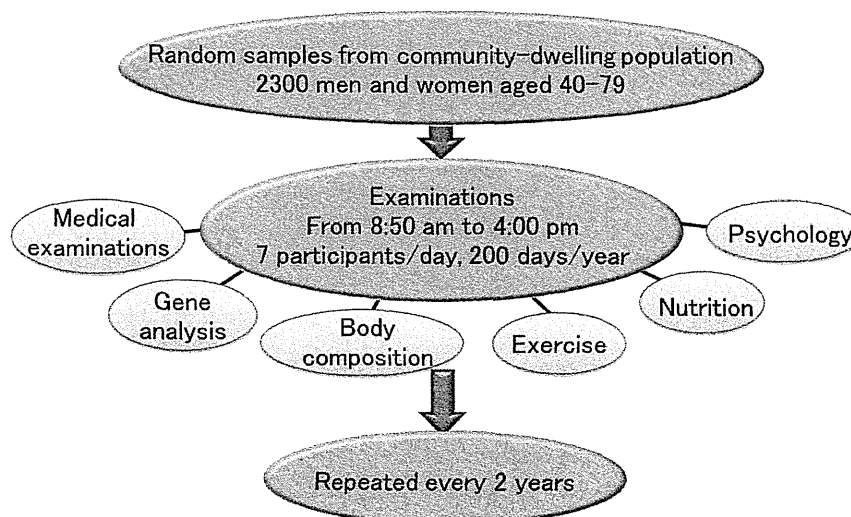 Random samples from community-dwelling population
2300 men and women aged 40-79
Examinations
From 8:50 am to 4:00 pm
7 participants/day, 200 days/year
Medical
examinations
Gene
analysis
Body
composition
Exercise
Nutrition
Psychology
Repeated every 2 years